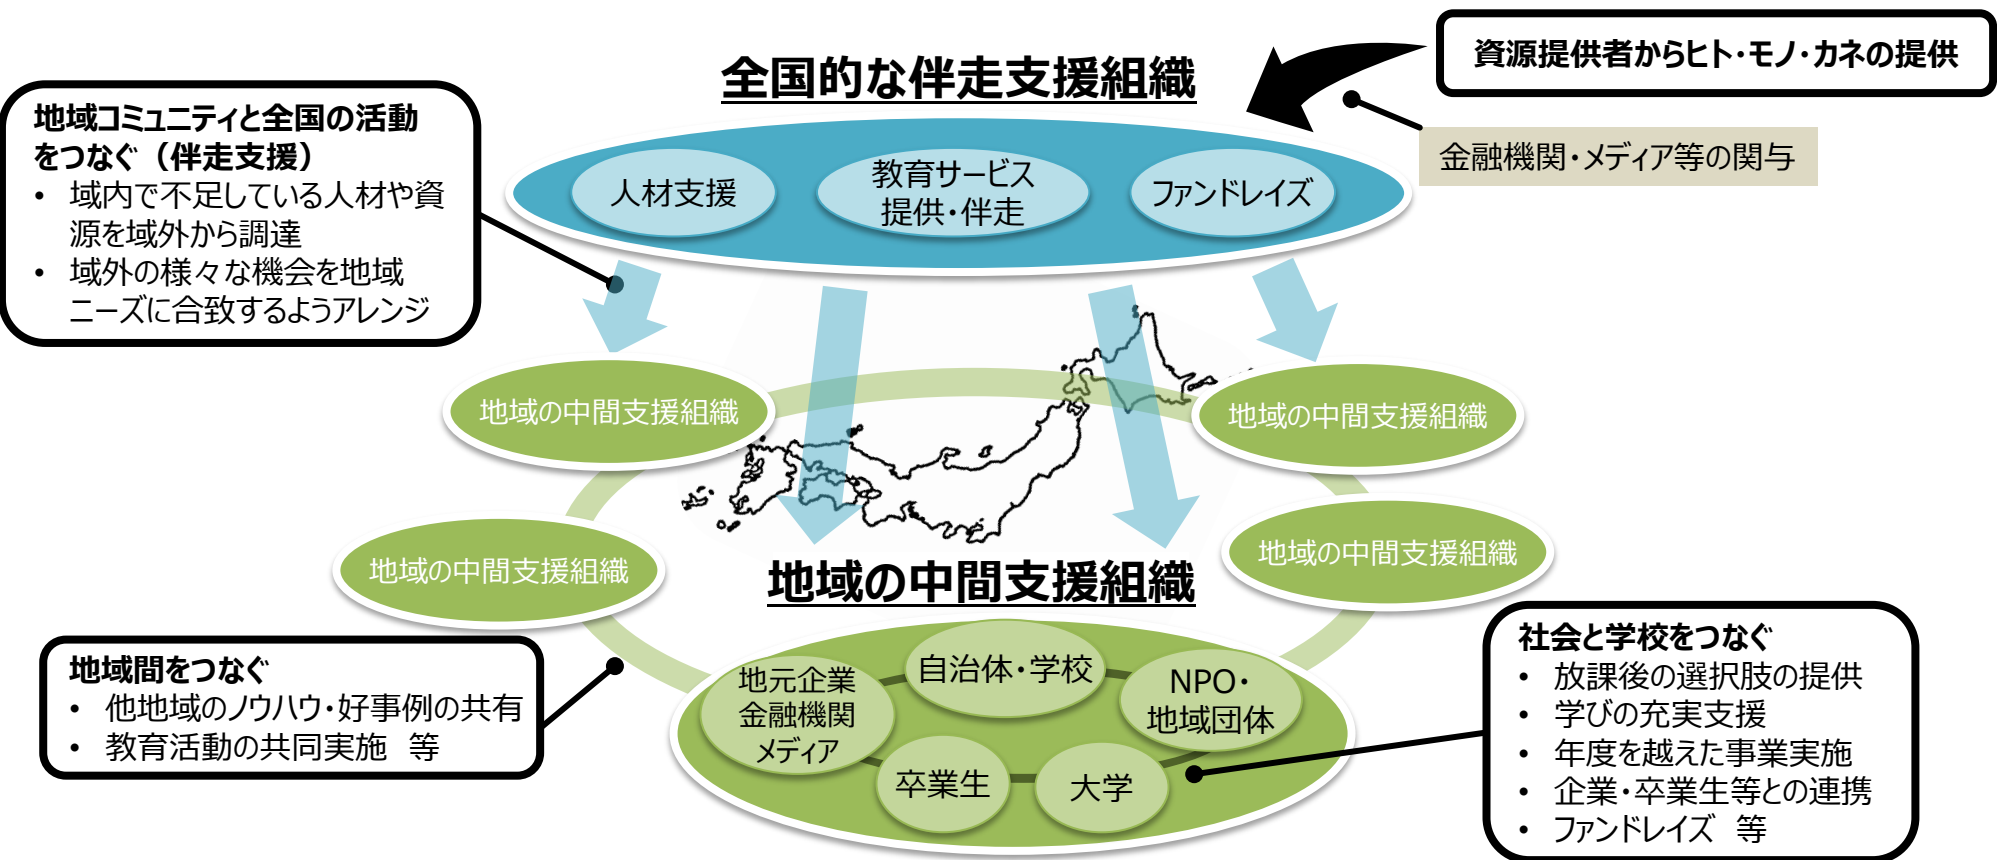 資源提供者からヒト・モノ・カネの提供
全国的な伴走支援組織
金融機関・メディア等の関与
地域コミュニティと全国の活動
をつなぐ（伴走支援）
• 域内で不足している人材や資
源を域外から調達
• 域外の様々な機会を地域
ニーズに合致するようアレンジ
人材支援
教育サービス
提供・伴走
ファンドレイズ
地域の中間支援組織
地域の中間支援組織
地域の中間支援組織
地域の中間支援組織
地域の中間支援組織
地域間をつなぐ
• 他地域のノウハウ・好事例の共有
• 教育活動の共同実施　等
地元企業
金融機関
メディア
自治体・学校
NPO・
地域団体
卒業生
大学
社会と学校をつなぐ
• 放課後の選択肢の提供
• 学びの充実支援
• 年度を越えた事業実施
• 企業・卒業生等との連携
• ファンドレイズ　等